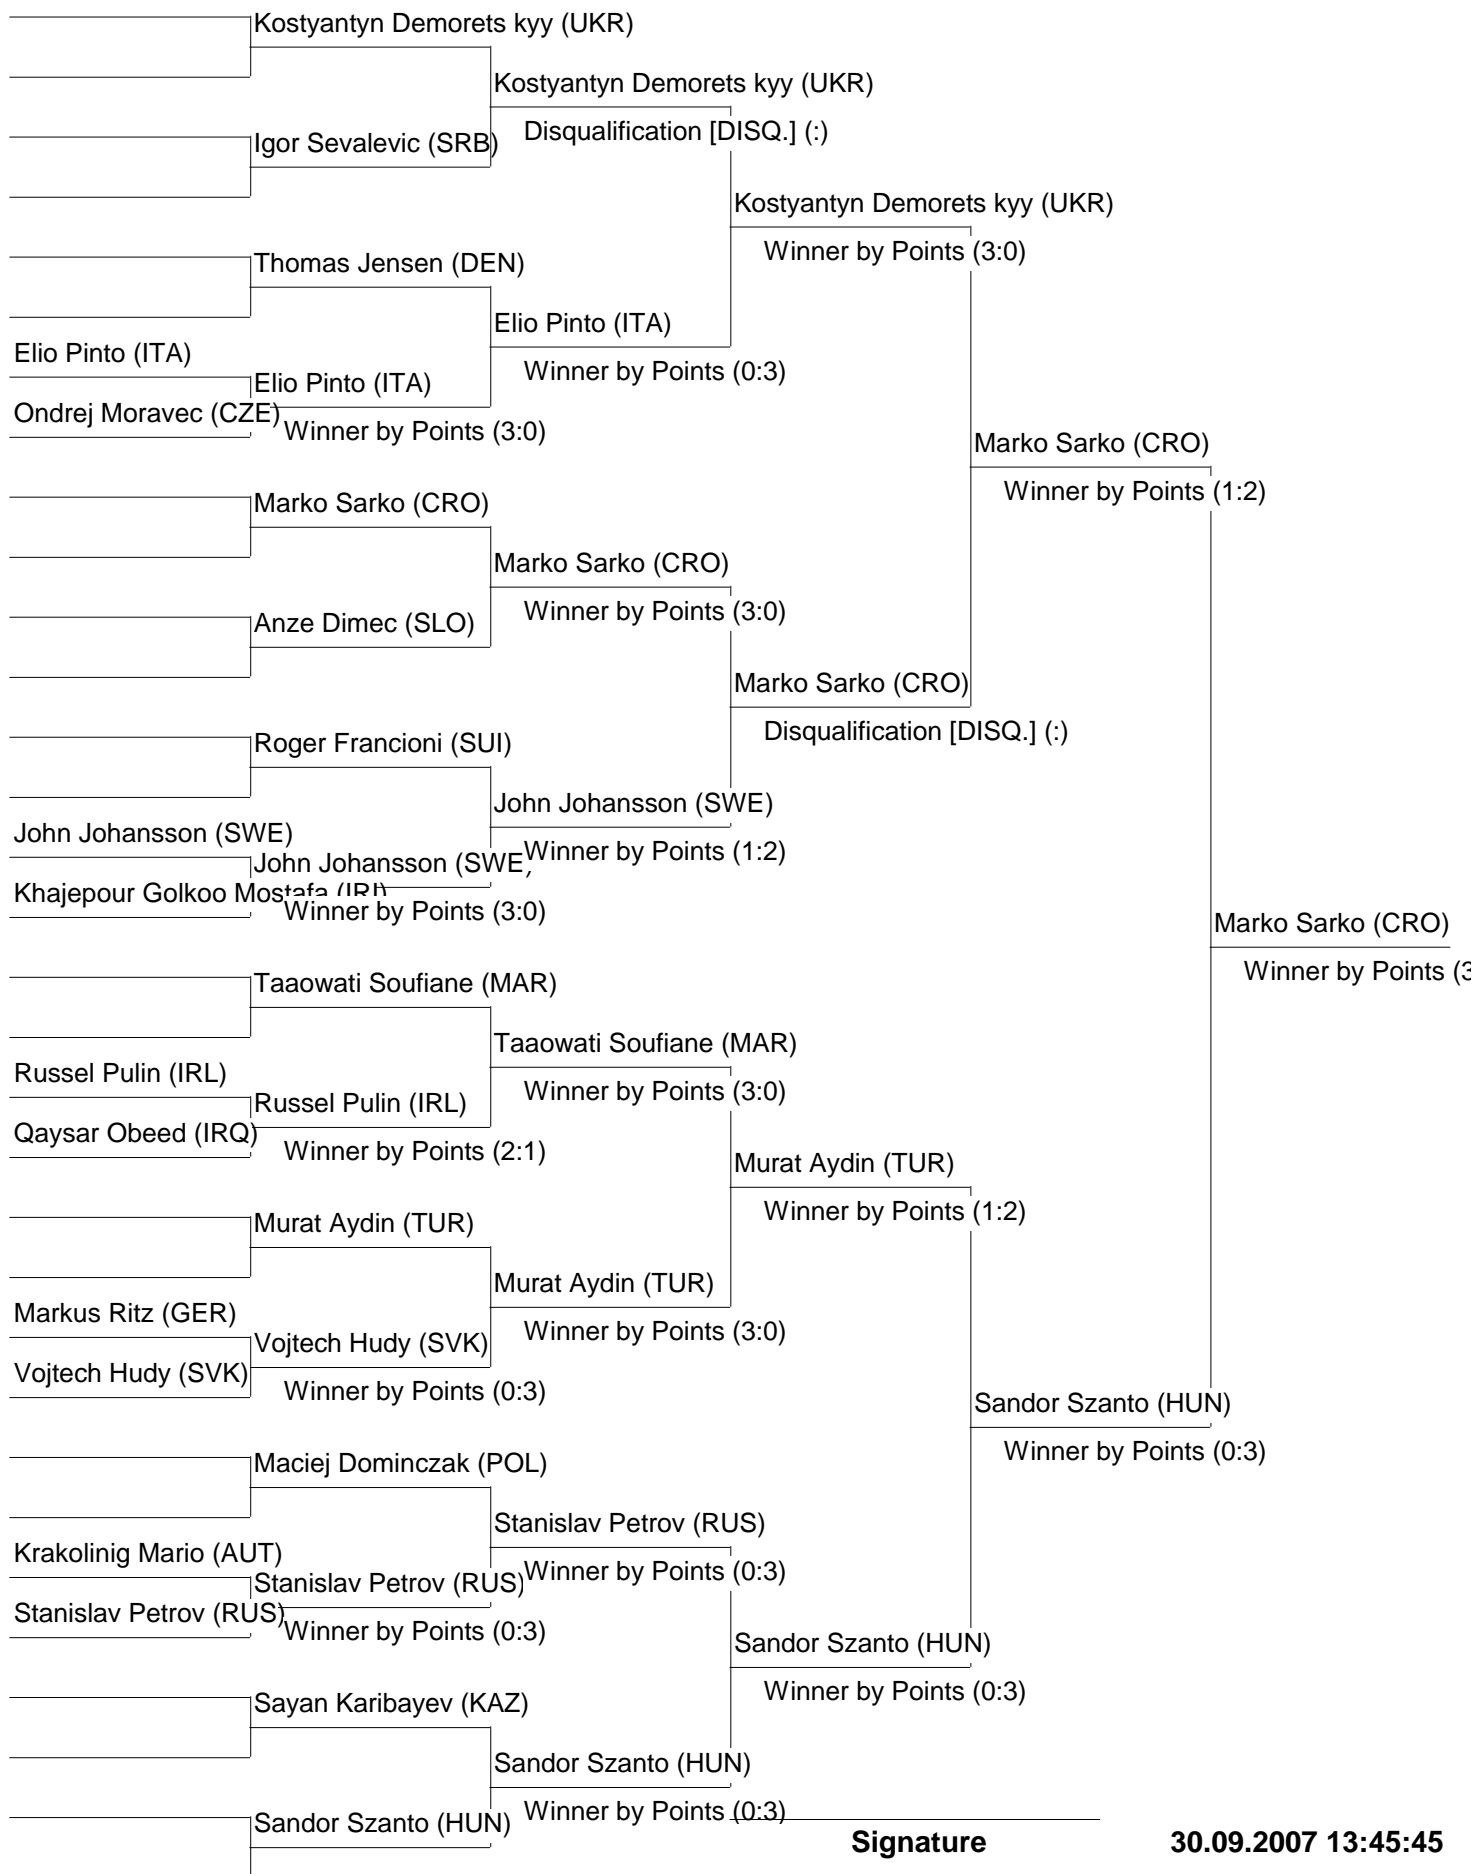 Kostyantyn Demorets kyy (UKR)
Kostyantyn Demorets kyy (UKR)
Disqualification [DISQ.] (:)
Igor Sevalevic (SRB)
Kostyantyn Demorets kyy (UKR)
Winner by Points (3:0)
Thomas Jensen (DEN)
Elio Pinto (ITA)
Elio Pinto (ITA)
Winner by Points (0:3)
Elio Pinto (ITA)
Ondrej Moravec (CZE)
Winner by Points (3:0)
Marko Sarko (CRO)
Winner by Points (1:2)
Marko Sarko (CRO)
Marko Sarko (CRO)
Winner by Points (3:0)
Anze Dimec (SLO)
Marko Sarko (CRO)
Disqualification [DISQ.] (:)
Roger Francioni (SUI)
John Johansson (SWE)
John Johansson (SWE)
Winner by Points (1:2)
John Johansson (SWE)
Khajepour Golkoo Mostafa (IRI)
Winner by Points (3:0)
Marko Sarko (CRO)
Winner by Points (3
Taaowati Soufiane (MAR)
Taaowati Soufiane (MAR)
Russel Pulin (IRL)
Winner by Points (3:0)
Russel Pulin (IRL)
Qaysar Obeed (IRQ)
Winner by Points (2:1)
Murat Aydin (TUR)
Winner by Points (1:2)
Murat Aydin (TUR)
Murat Aydin (TUR)
Markus Ritz (GER)
Winner by Points (3:0)
Vojtech Hudy (SVK)
Vojtech Hudy (SVK)
Winner by Points (0:3)
Sandor Szanto (HUN)
Winner by Points (0:3)
Maciej Dominczak (POL)
Stanislav Petrov (RUS)
Krakolinig Mario (AUT)
Winner by Points (0:3)
Stanislav Petrov (RUS)
Stanislav Petrov (RUS)
Winner by Points (0:3)
Sandor Szanto (HUN)
Winner by Points (0:3)
Sayan Karibayev (KAZ)
Sandor Szanto (HUN)
Winner by Points (0:3)
Sandor Szanto (HUN)
Signature
30.09.2007 13:45:45